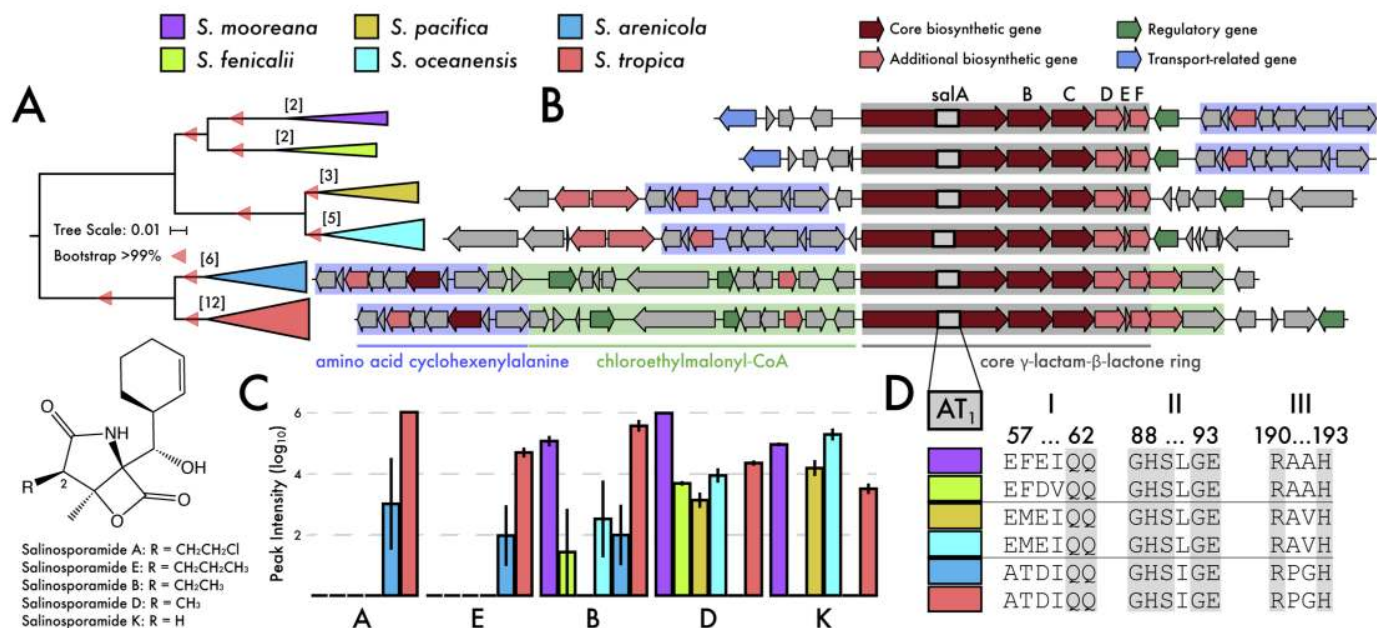 S. mooreana
S. pacifica
S. arenicola
S. fenicalii
S. oceanensis
S. tropica
Core biosynthetic gene
Regulatory gene
Additional biosynthetic gene
Transport-related gene
A
[2]
[2]
[3]
[5]
[6]
[12]
Tree Scale: 0.01
Bootstrap >99%
B
salA B C D E F
amino acid cyclohexenylalanine
chloroethylmalonyl-CoA
core γ-lactam-β-lactone ring
O
NH
OH
R
2
O
O
Salinosporamide A: R = CH₂CH₂Cl
Salinosporamide E: R = CH₂CH₂CH₃
Salinosporamide B: R = CH₂CH₃
Salinosporamide D: R = CH₃
Salinosporamide K: R = H
C
Peak Intensity (log₁₀)
6
4
2
A E B D K
D
AT₁
I II III
57 ... 62 88 ... 93 190...193
EFEIQQ GHSLGE RAAH
EFDVQQ GHSLGE RAAH
EMEIQQ GHSLGE RAVH
EMEIQQ GHSLGE RAVH
ATDIQQ GHSIGE RPGH
ATDIQQ GHSIGE RPGH